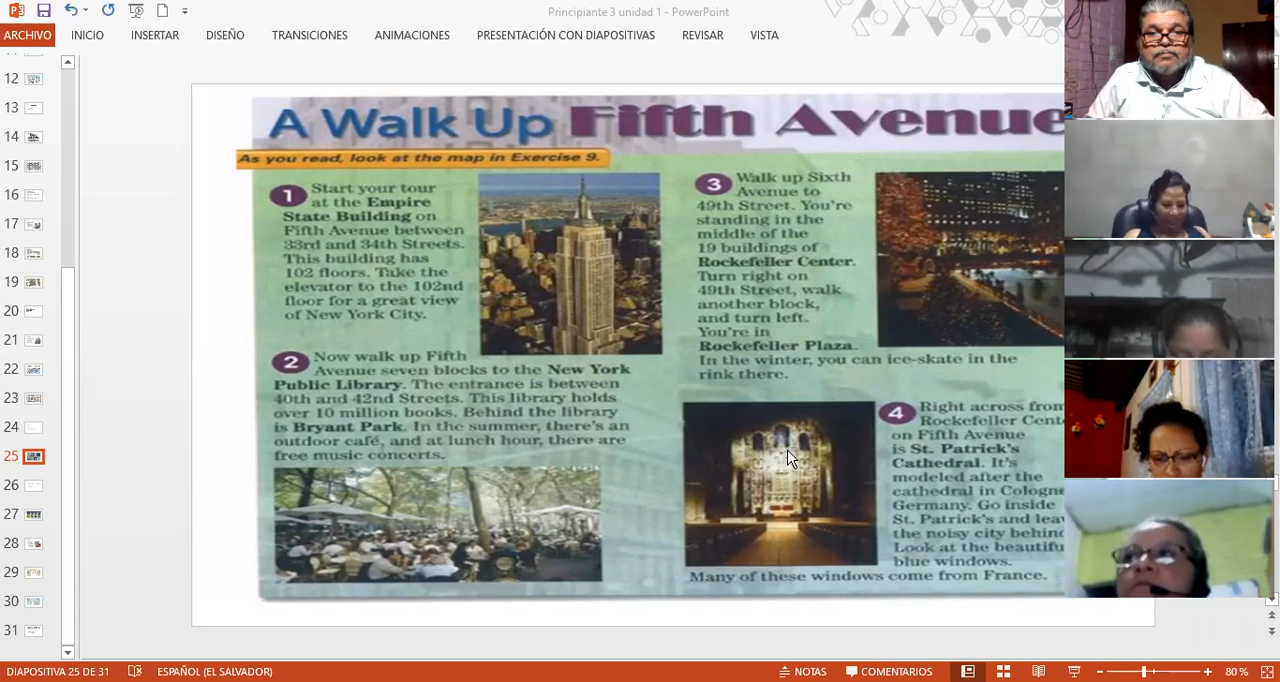 Principiante 3 unidad 1 - PowerPoint
ARCHIVO INICIO INSERTAR DISEÑO TRANSICIONES ANIMACIONES PRESENTACIÓN CON DIAPOSITIVAS REVISAR VISTA
12
13
14
15
16
17
18
19
20
21
22
23
24
25
26
27
28
29
30
31
A Walk Up Fifth Avenue
As you read, look at the map in Exercise 9.
1 Start your tour
at the Empire
State Building on
Fifth Avenue between
33rd and 34th Streets.
This building has
102 floors. Take the
elevator to the 102nd
floor for a great view
of New York City.
2 Now walk up Fifth
Avenue seven blocks to the New York
Public Library. The entrance is between
40th and 42nd Streets. This library holds
over 10 million books. Behind the library
is Bryant Park. In the summer, there's an
outdoor café, and at lunch hour, there are
free music concerts.
3 Walk up Sixth
Avenue to
49th Street. You're
standing in the
middle of the
19 buildings of
Rockefeller Center.
Turn right on
49th Street, walk
another block,
and turn left.
You're in
Rockefeller Plaza.
In the winter, you can ice-skate in the
rink there.
4 Right across from
Rockefeller Cent
on Fifth Avenue
is St. Patrick's
Cathedral. It's
modeled after the
cathedral in Cologne
Germany. Go inside
St. Patrick's and lea
the noisy city behin
Look at the beautifu
blue windows.
Many of these windows come from France.
DIAPOSITIVA 25 DE 31 ESPAÑOL (EL SALVADOR) NOTAS COMENTARIOS 80 %